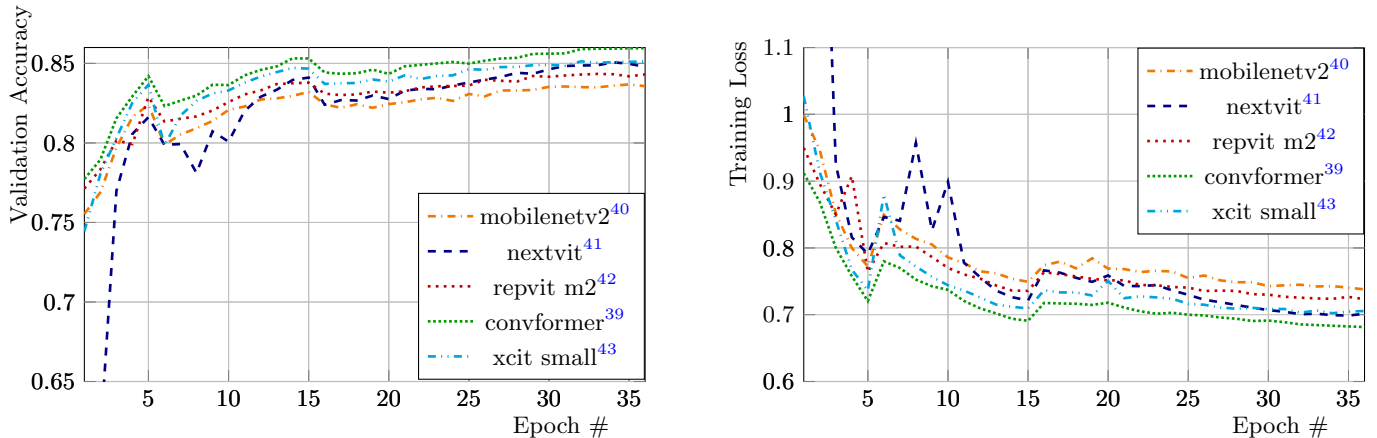 Validation Accuracy
0.85
0.8
0.75
0.7
0.65
5 10 15 20 25 30 35
Epoch #
mobilenetv240
nextvit41
repvit m242
convformer39
xcit small43
Training Loss
1.1
1
0.9
0.8
0.7
0.6
5 10 15 20 25 30 35
Epoch #
mobilenetv240
nextvit41
repvit m242
convformer39
xcit small43